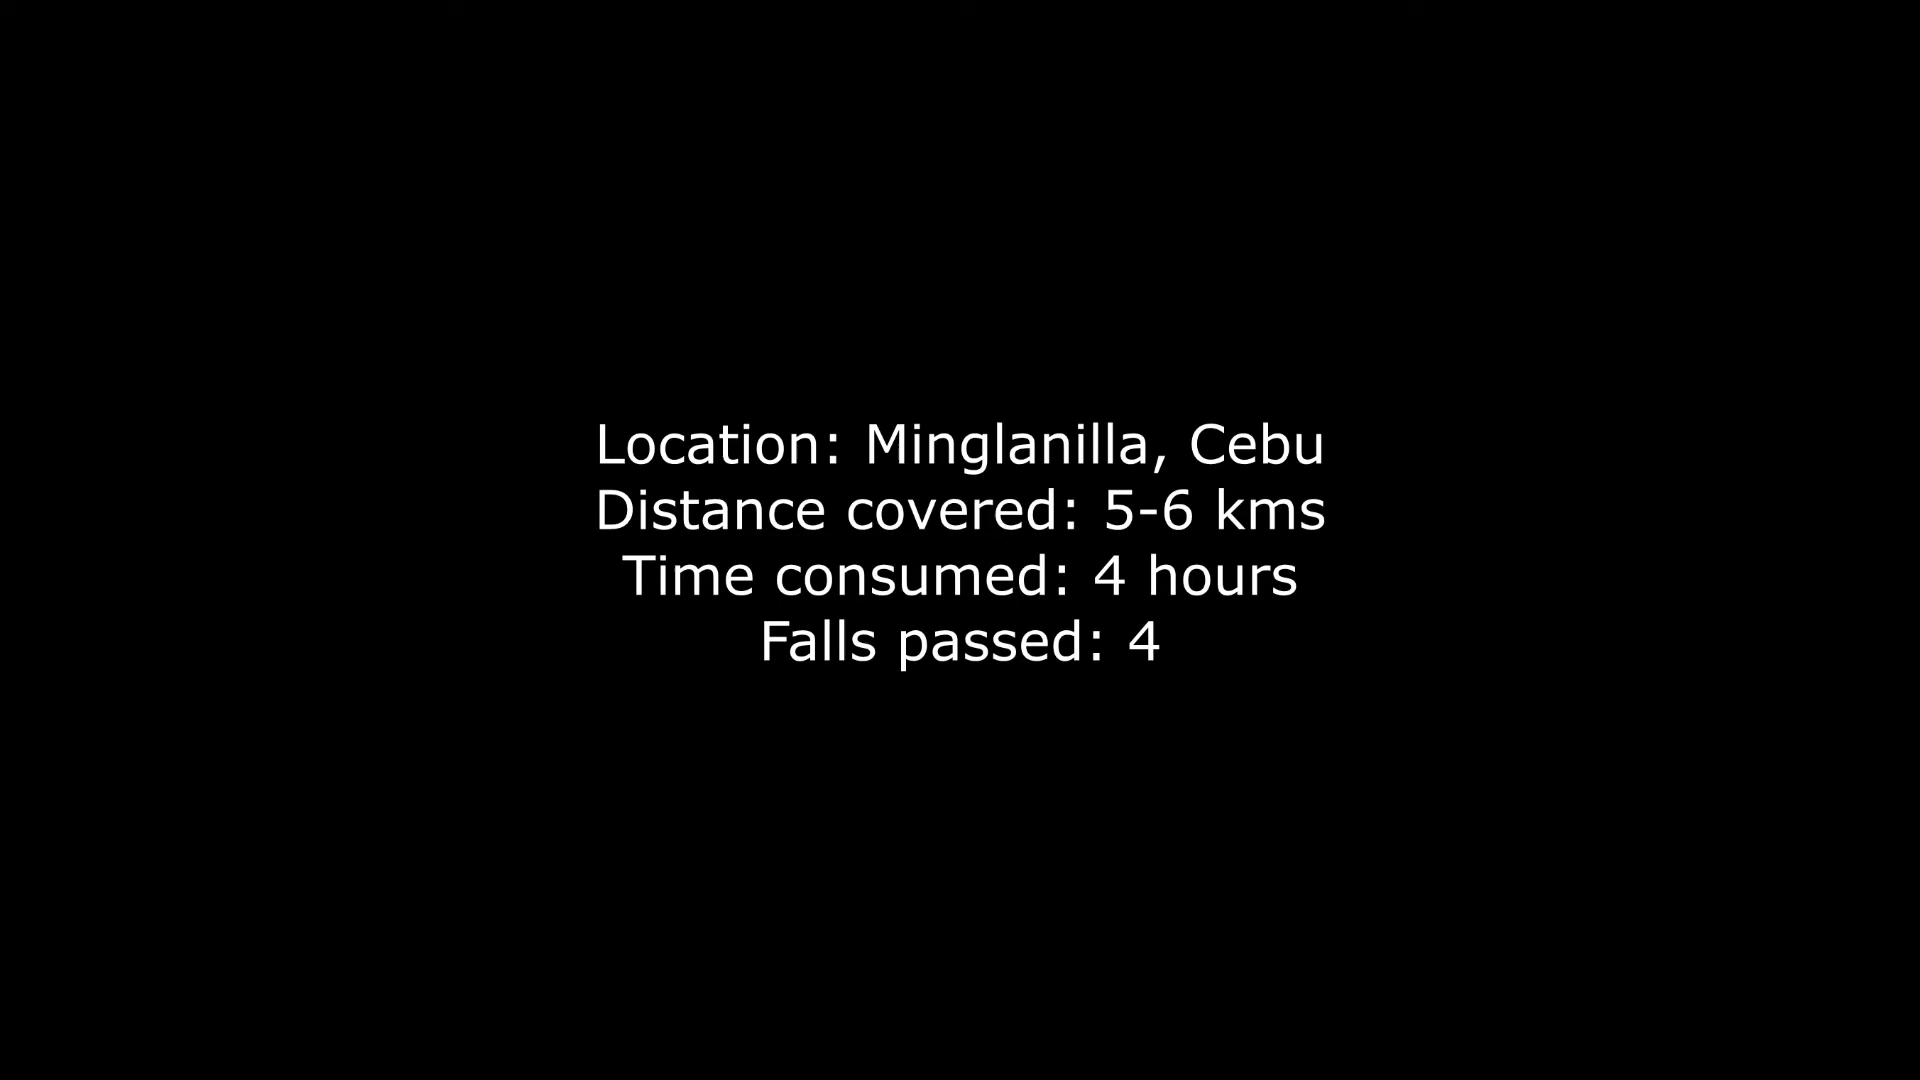 Location: Minglanilla, Cebu
Distance covered: 5-6 kms
Time consumed: 4 hours
Falls passed: 4